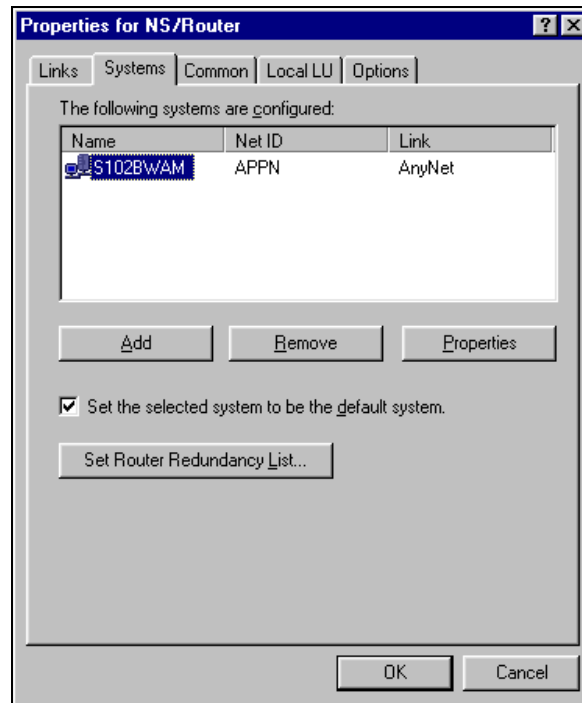 Properties for NS/Router
Links Systems Common Local LU Options
The following systems are configured:
Name Net ID Link
S102BWAM APPN AnyNet
Add Remove Properties
Set the selected system to be the default system.
Set Router Redundancy List...
OK Cancel